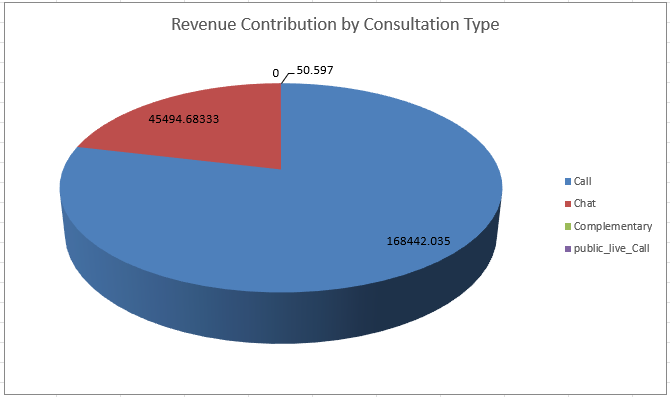 Revenue Contribution by Consultation Type
0
50.597
45494.68333
168442.035
Call
Chat
Complementary
public_live_Call